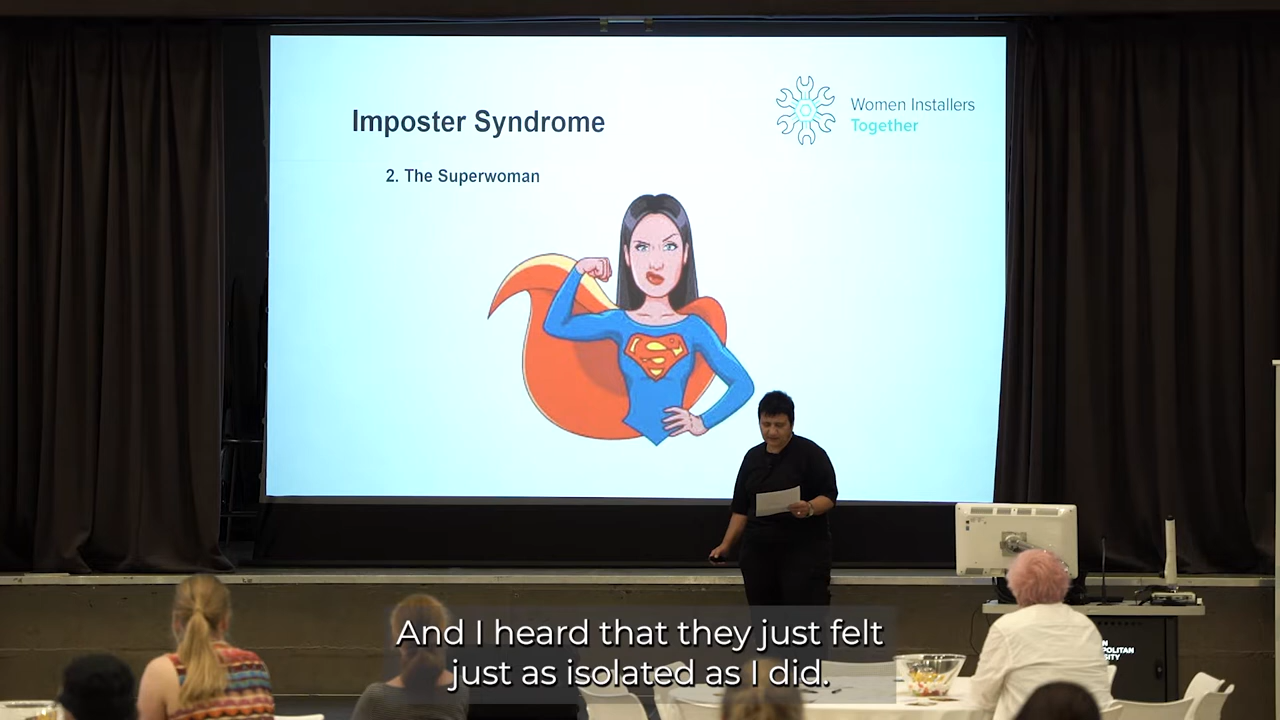 Imposter Syndrome
Women Installers
Together
2. The Superwoman
S
And I heard that they just felt
just as isolated as I did.